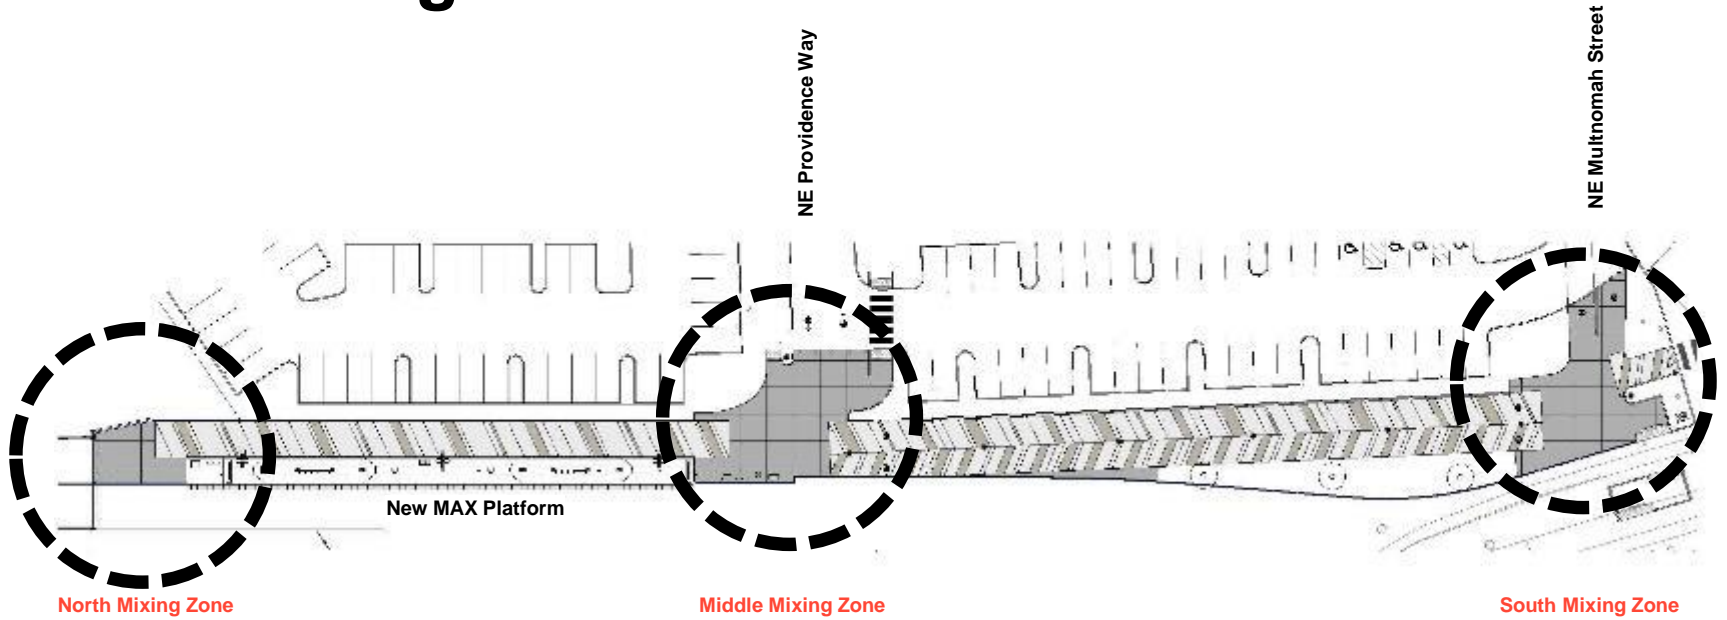 NE Providence Way
NE Multnomah Street
New MAX Platform
North Mixing Zone
Middle Mixing Zone
South Mixing Zone